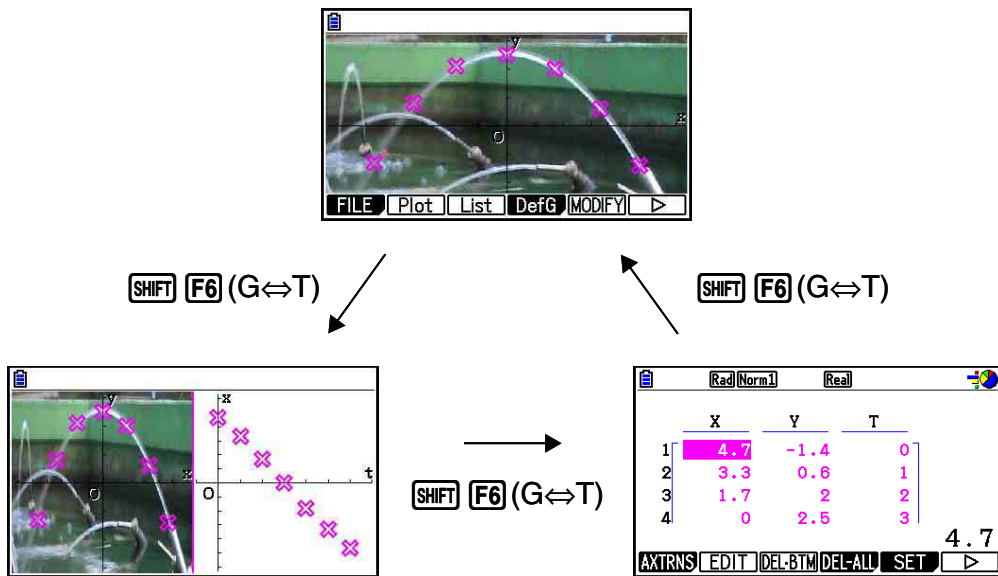 y
x
O
FILE Plot List DefG MODIFY ▷
SHIFT F6 (G⇔T)
SHIFT F6 (G⇔T)
y
x
O
x
t
O
SHIFT F6 (G⇔T)
Rad Norm1 Real
X Y T
1 4.7 -1.4 0
2 3.3 0.6 1
3 1.7 2 2
4 0 2.5 3
4.7
AXTRNS EDIT DEL-BTM DEL-ALL SET ▷